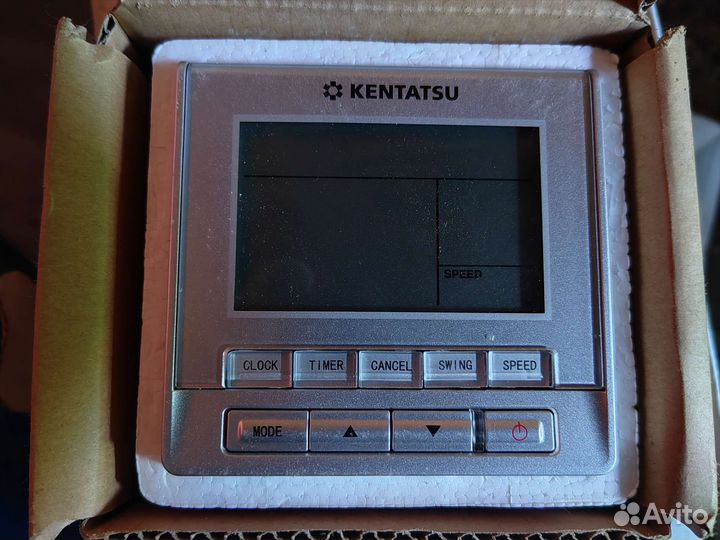 KENTATSU
SPEED
CLOCK TIMER CANCEL SWING SPEED
MODE
Avito